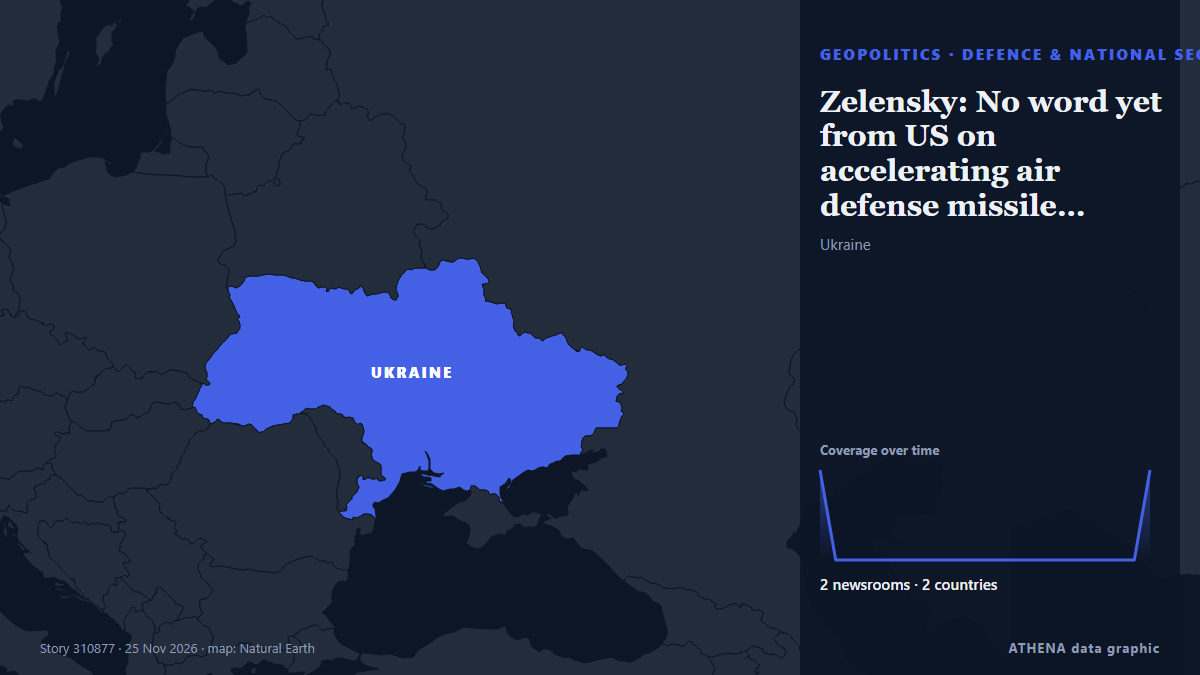 GEOPOLITICS · DEFENCE & NATIONAL
Zelensky: No word yet
from US on
accelerating air
defense missile...
Ukraine
UKRAINE
Coverage over time
2 newsrooms · 2 countries
Story 310877 · 25 Nov 2026 · map: Natural Earth
ATHENA data graphic